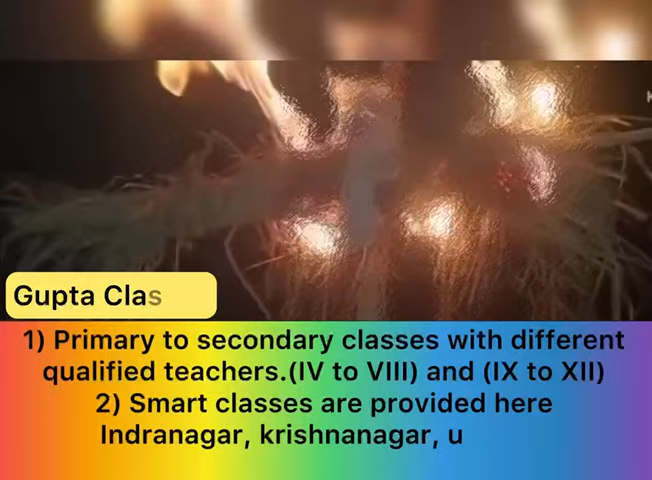 Gupta Clas
1) Primary to secondary classes with different
qualified teachers.(IV to VIII) and (IX to XII)
2) Smart classes are provided here
Indranagar, krishnanagar, u